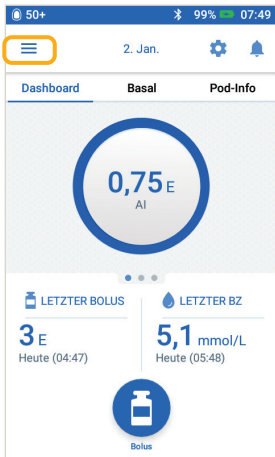 50+ 99% 07:49
2. Jan.
Dashboard Basal Pod-Info
0,75 E
AI
LETZTER BOLUS LETZTER BZ
3 E 5,1 mmol/L
Heute (04:47) Heute (05:48)
Bolus